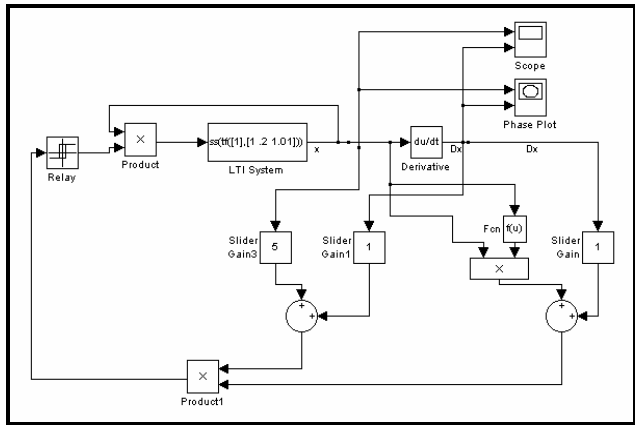 Scope
Phase Plot
×
Product
ss(tf([1],[1 .2 1.01]))
LTI System
x
du/dt
Derivative
Dx
Dx
Relay
Slider
Gain3
5
Slider
Gain1
1
Fcn
f(u)
×
Slider
Gain
1
+
+
+
+
×
Product1